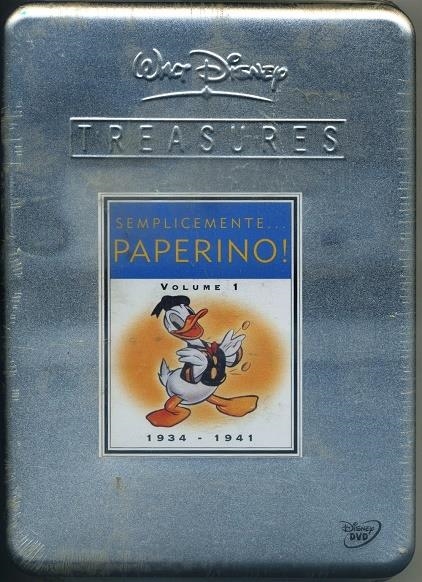 Walt Disney
TREASURES
SEMPLICEMENTE...
PAPERINO!
VOLUME 1
1934 - 1941
DISNEY
DVD